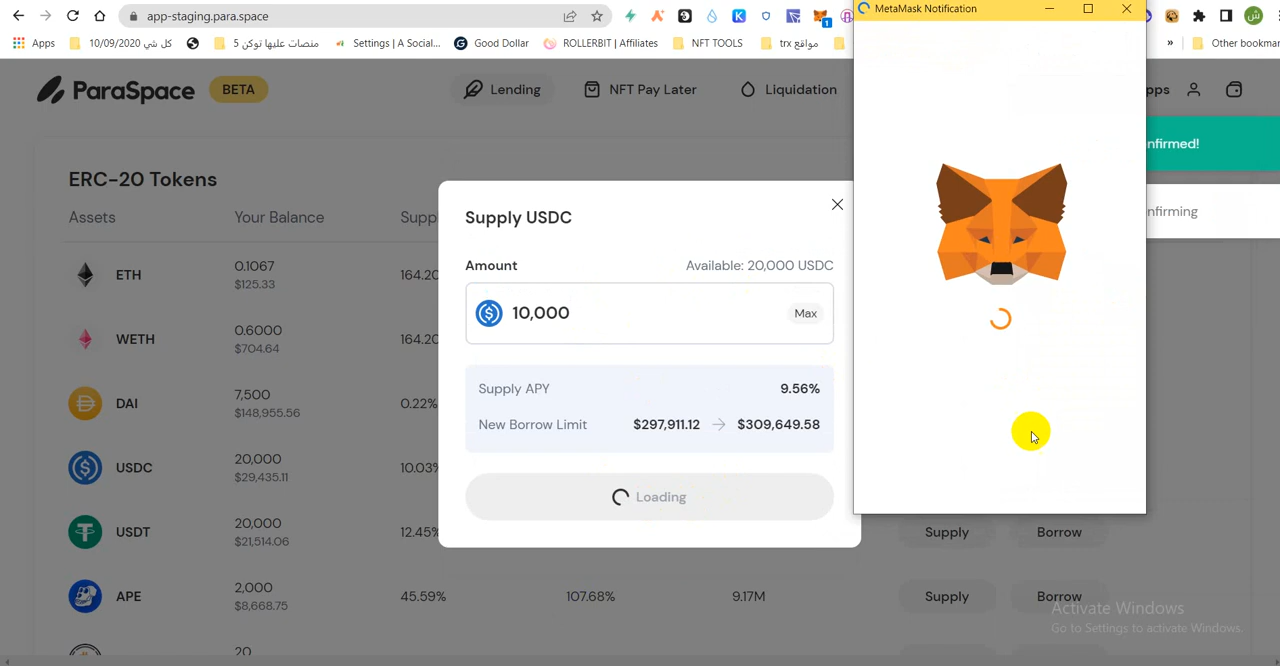 app-staging.para.space
MetaMask Notification
1
ش
Apps
كل شي 10/09/2020
منصات عليها توكن 5
Settings | A Social...
Good Dollar
ROLLERBIT | Affiliates
NFT TOOLS
مواقع trx
»
Other bookmar
ParaSpace BETA
Lending
NFT Pay Later
Liquidation
pps
nfirmed!
nfirming
ERC-20 Tokens
Assets Your Balance Suppl
ETH 0.1067 164.20
$125.33
WETH 0.6000 164.20
$704.64
DAI 7,500 0.22%
$148,955.56
USDC 20,000 10.03%
$29,435.11
USDT 20,000 12.45%
$21,514.06
Supply Borrow
APE 2,000 45.59% 107.68% 9.17M Supply Borrow
$8,668.75
20
Supply USDC
Amount Available: 20,000 USDC
10,000 Max
Supply APY 9.56%
New Borrow Limit $297,911.12 → $309,649.58
Loading
Activate Windows
Go to Settings to activate Windows.